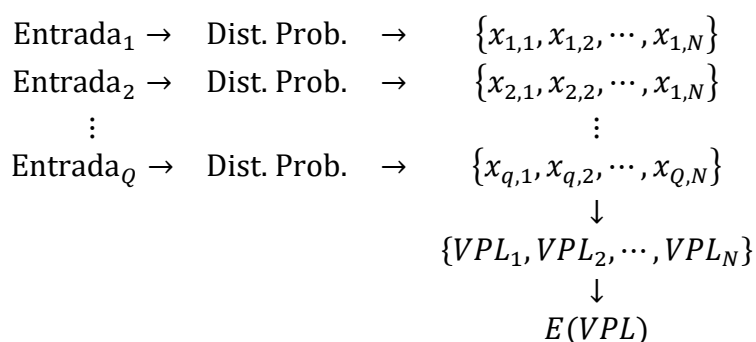 Entrada₁ → Dist. Prob. → {x₁,₁, x₁,₂, ⋯, x₁,N}
Entrada₂ → Dist. Prob. → {x₂,₁, x₂,₂, ⋯, x₁,N}
⋮ ⋮
Entrada_Q → Dist. Prob. → {x_q,₁, x_q,₂, ⋯, x_Q,N}
↓
{VPL₁, VPL₂, ⋯, VPL_N}
↓
E(VPL)